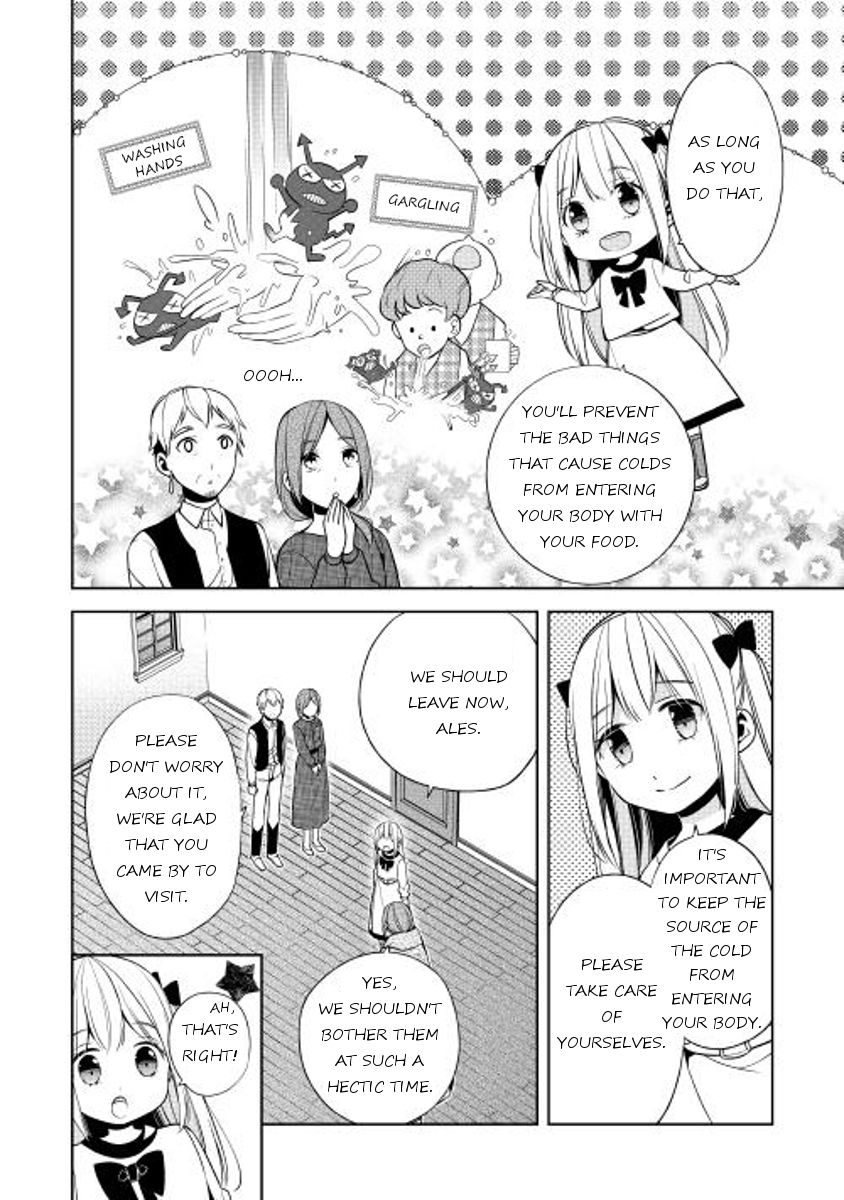 AS LONG
AS YOU
DO THAT,
WASHING
HANDS
GARGLING
YOU'LL PREVENT
THE BAD THINGS
THAT CAUSE COLDS
FROM ENTERING
YOUR BODY WITH
YOUR FOOD.
OOOH...
IT'S
IMPORTANT
TO KEEP THE
SOURCE OF
THE COLD
FROM
ENTERING
YOUR BODY.
PLEASE
TAKE CARE
OF
YOURSELVES.
WE SHOULD
LEAVE NOW,
ALES.
PLEASE
DON'T WORRY
ABOUT IT,
WE'RE GLAD
THAT YOU
CAME BY TO
VISIT.
YES,
WE SHOULDN'T
BOTHER THEM
AT SUCH A
HECTIC TIME.
AH,
THAT'S
RIGHT!